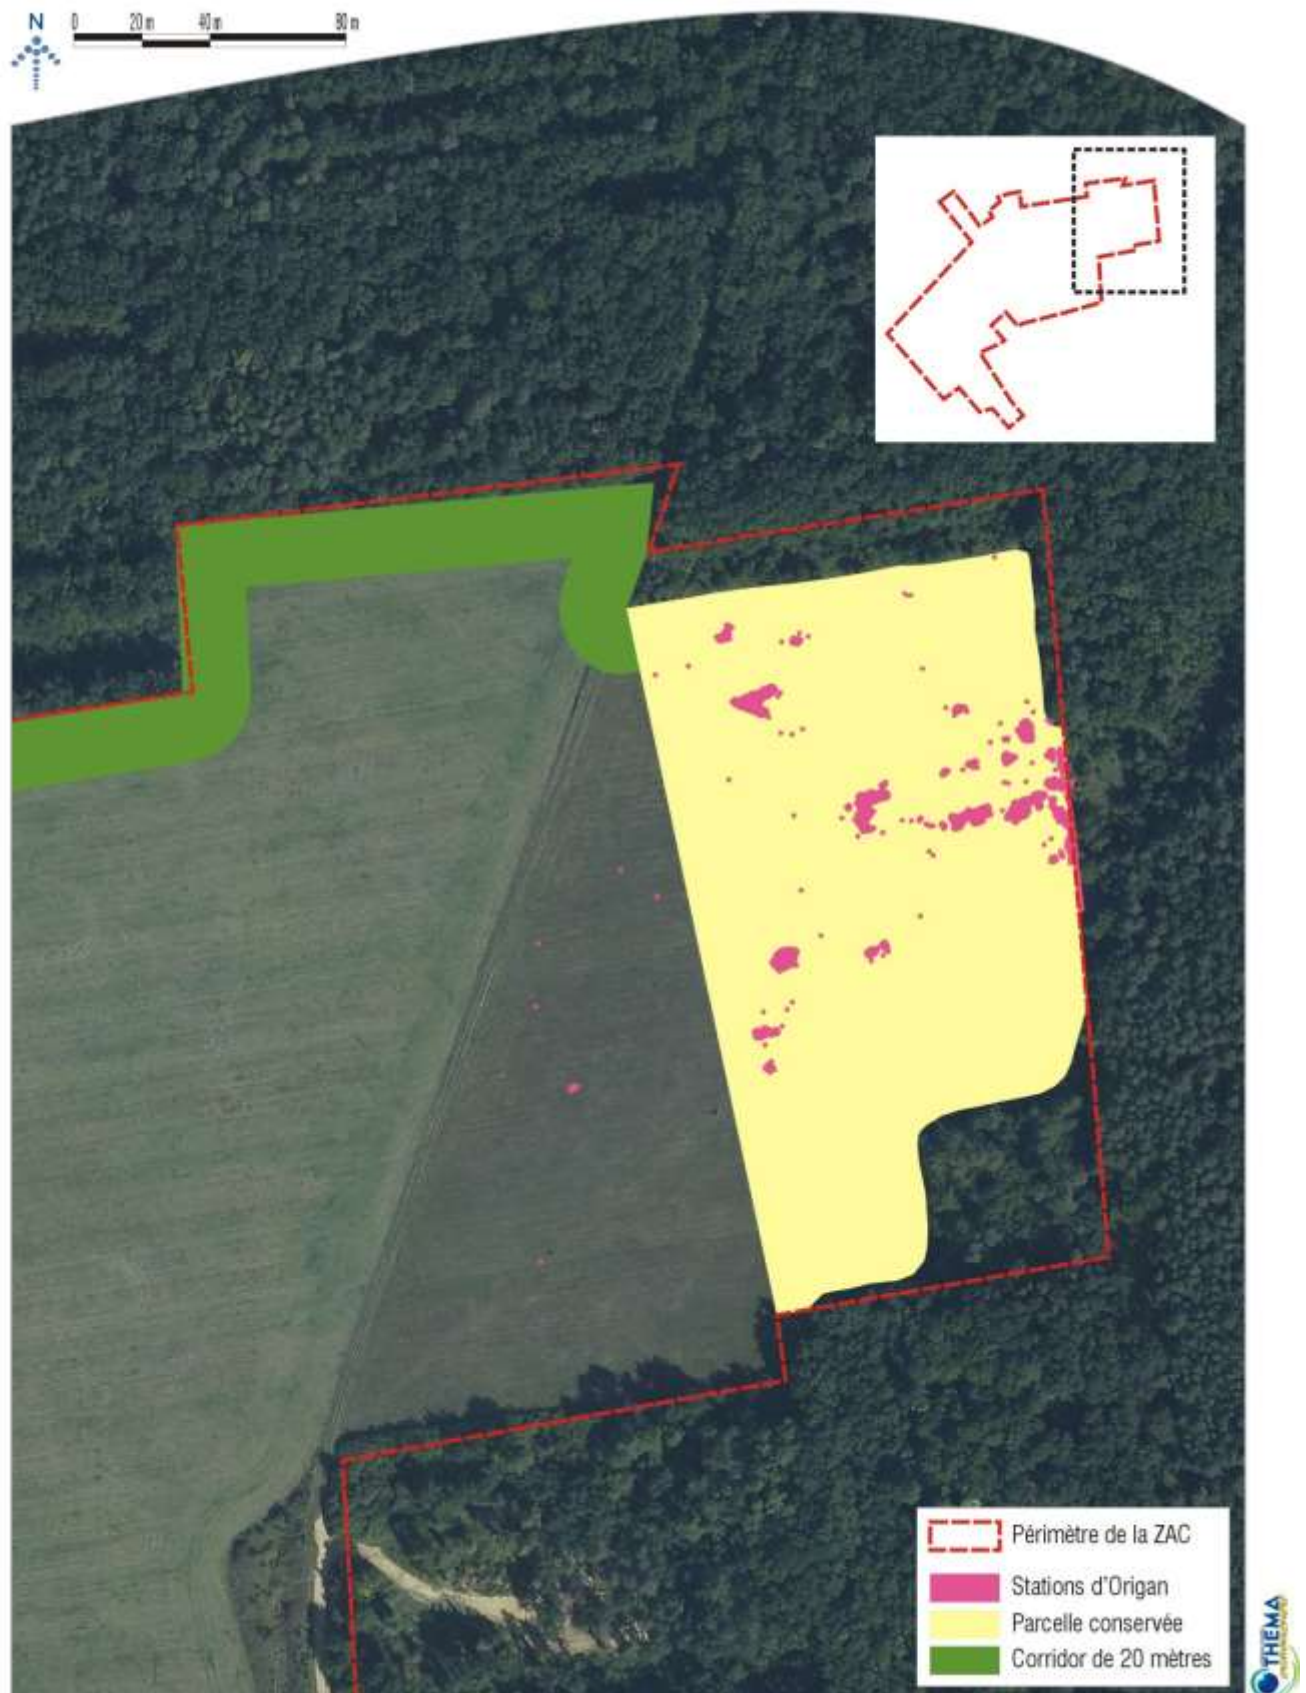 N
0 20 m 40 m 80 m
Périmètre de la ZAC
Stations d'Origan
Parcelle conservée
Corridor de 20 mètres
THEMA